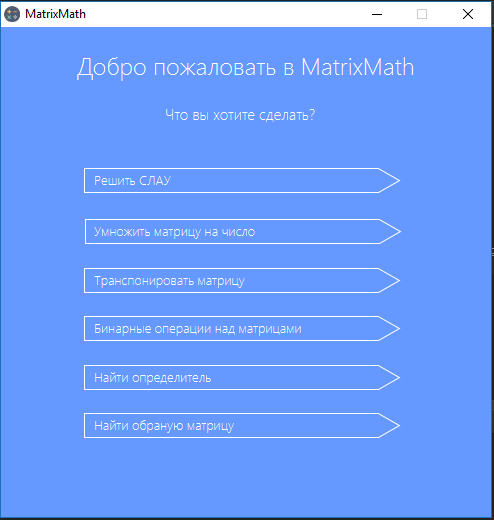 MatrixMath
Добро пожаловать в MatrixMath
Что вы хотите сделать?
Решить СЛАУ
Умножить матрицу на число
Транспонировать матрицу
Бинарные операции над матрицами
Найти определитель
Найти обраную матрицу